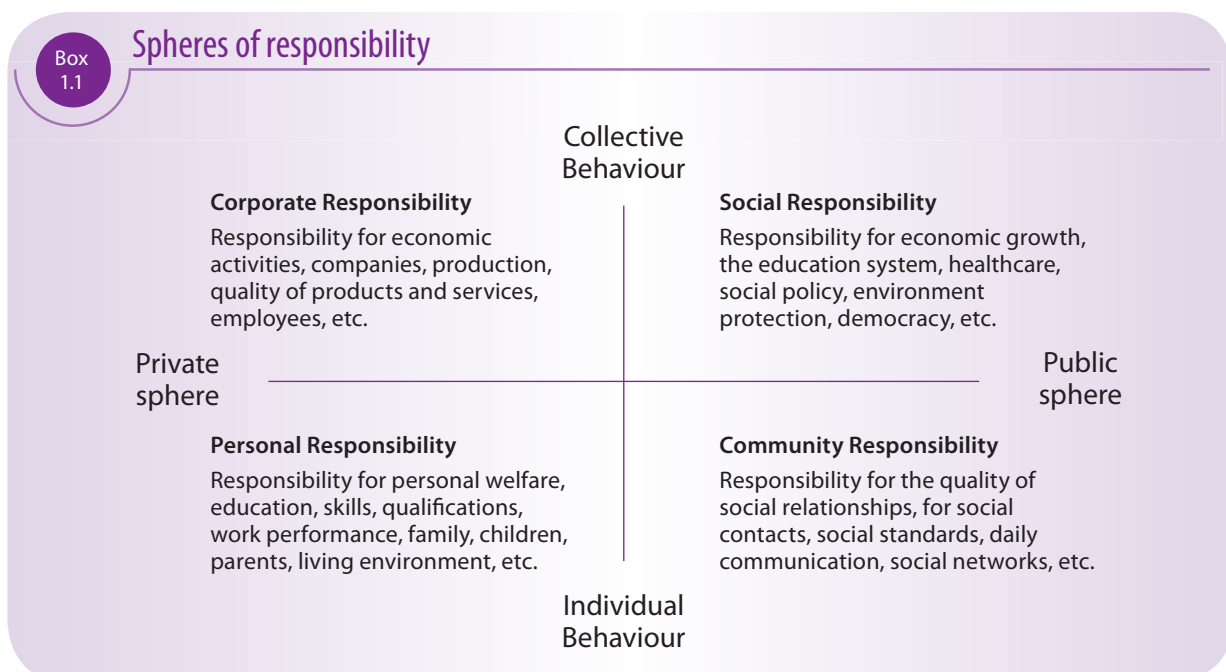 Box
1.1
Spheres of responsibility
Collective
Behaviour
Corporate Responsibility
Responsibility for economic
activities, companies, production,
quality of products and services,
employees, etc.
Social Responsibility
Responsibility for economic growth,
the education system, healthcare,
social policy, environment
protection, democracy, etc.
Private
sphere
Public
sphere
Personal Responsibility
Responsibility for personal welfare,
education, skills, qualifications,
work performance, family, children,
parents, living environment, etc.
Community Responsibility
Responsibility for the quality of
social relationships, for social
contacts, social standards, daily
communication, social networks, etc.
Individual
Behaviour